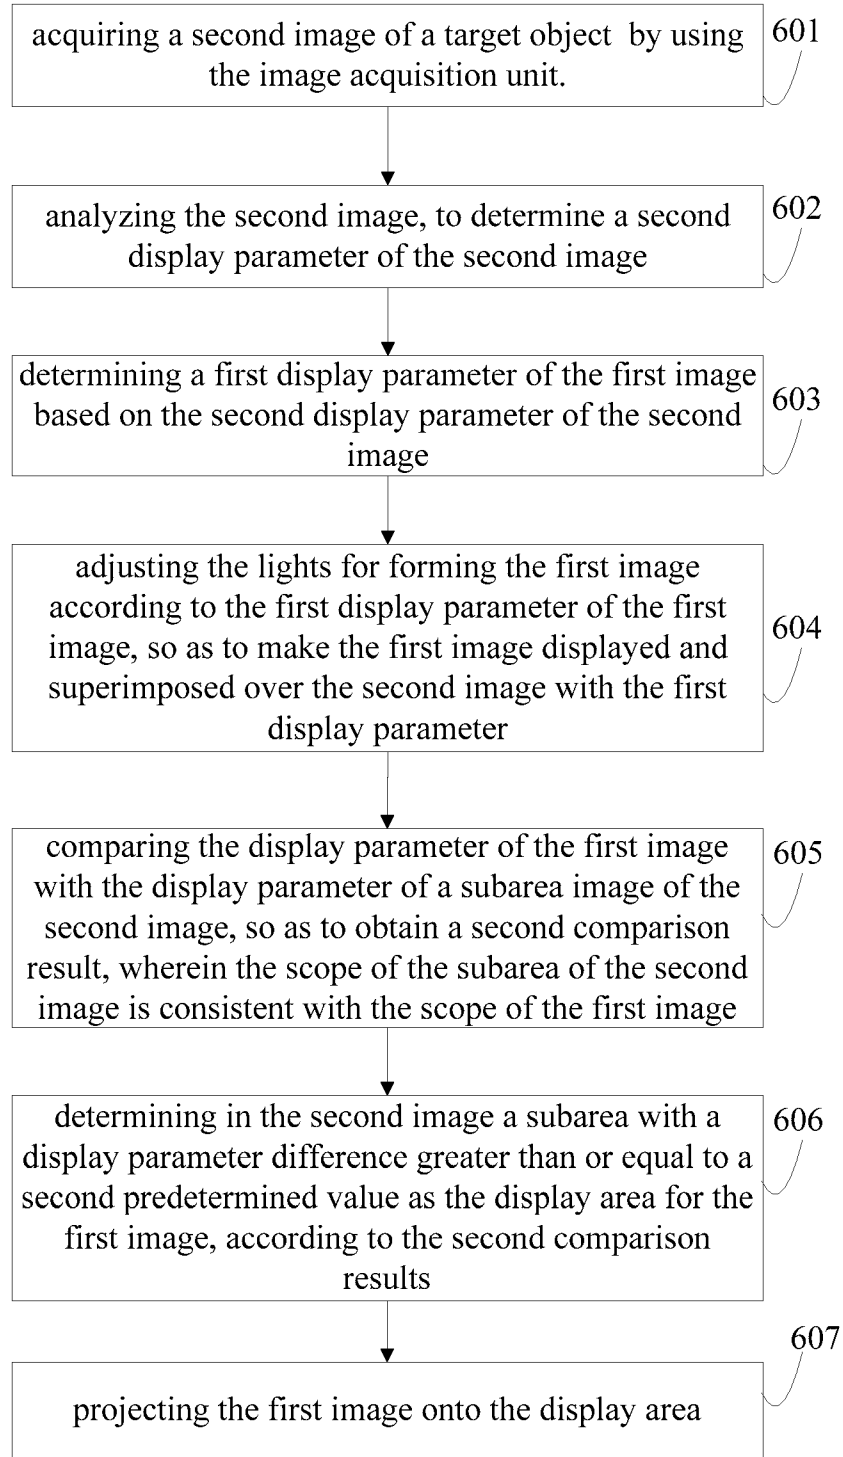 acquiring a second image of a target object by using
the image acquisition unit.
601
analyzing the second image, to determine a second
display parameter of the second image
602
determining a first display parameter of the first image
based on the second display parameter of the second
image
603
adjusting the lights for forming the first image
according to the first display parameter of the first
image, so as to make the first image displayed and
superimposed over the second image with the first
display parameter
604
comparing the display parameter of the first image
with the display parameter of a subarea image of the
second image, so as to obtain a second comparison
result, wherein the scope of the subarea of the second
image is consistent with the scope of the first image
605
determining in the second image a subarea with a
display parameter difference greater than or equal to a
second predetermined value as the display area for the
first image, according to the second comparison
results
606
projecting the first image onto the display area
607